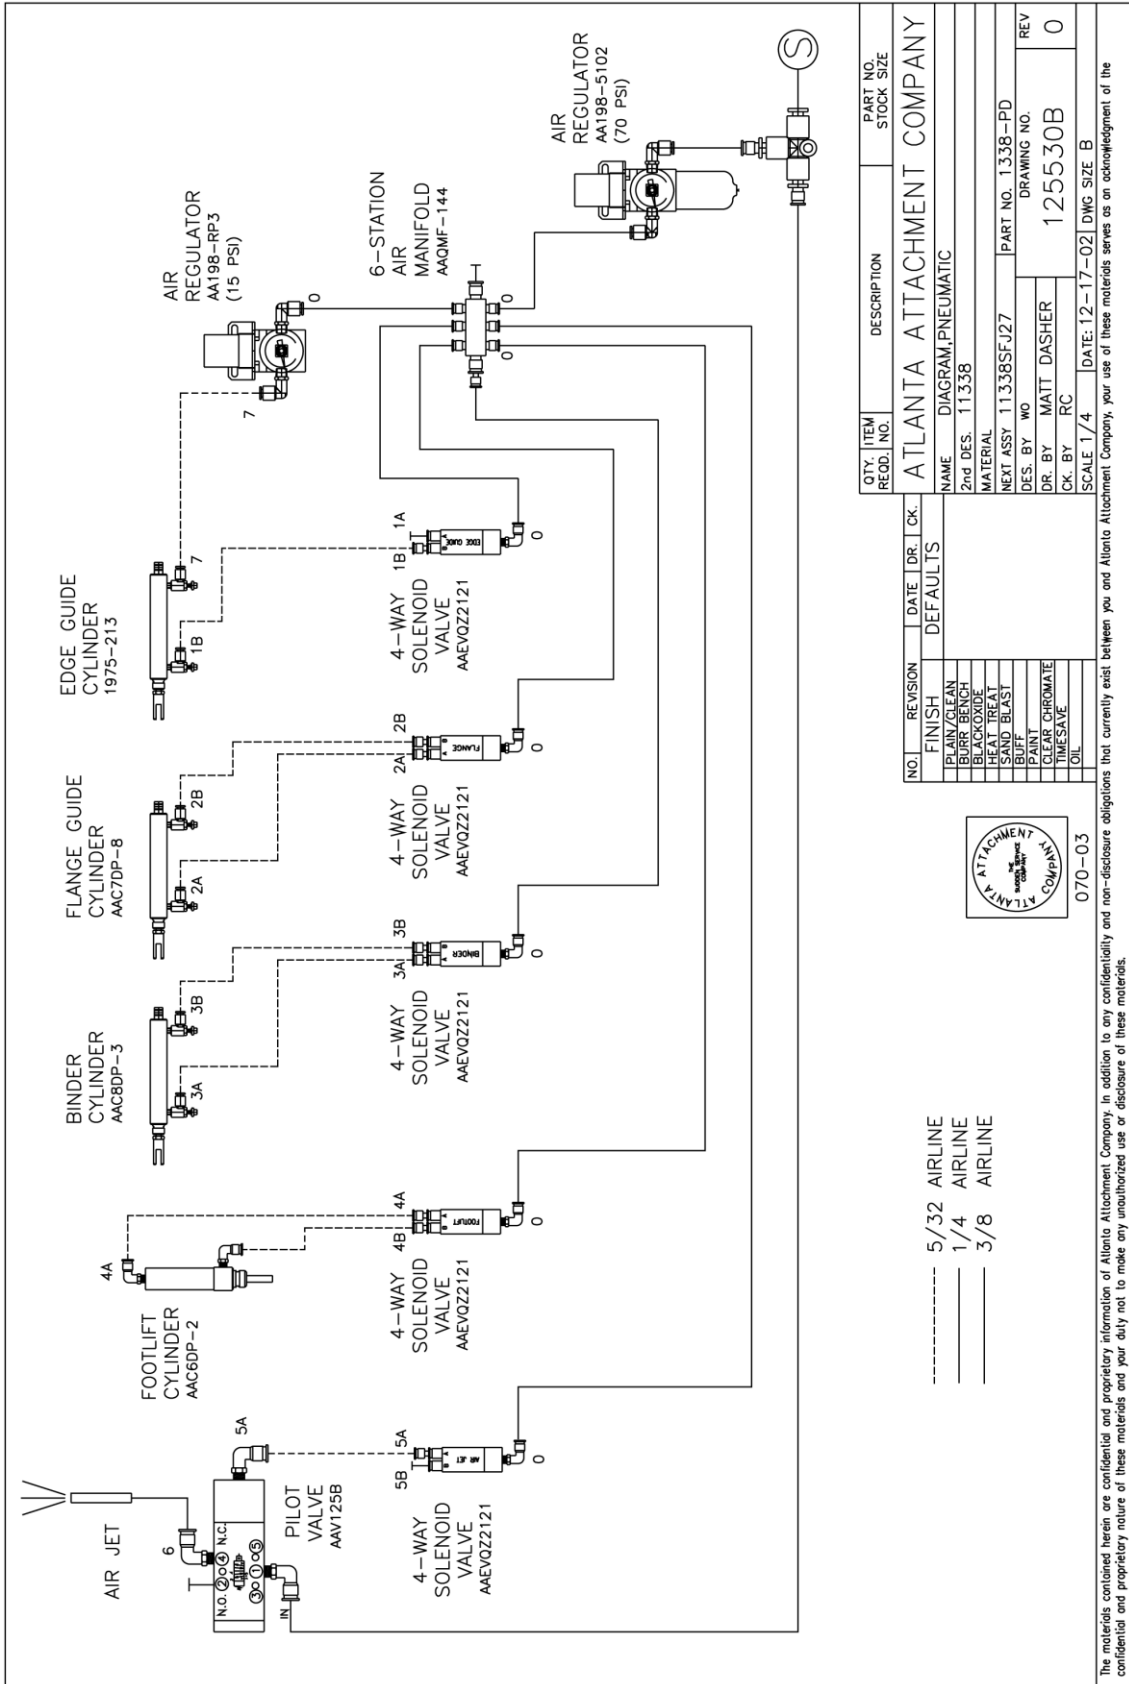 AIR JET
6
N.O.
2
4
N.C.
3
1
5
IN
5A
PILOT
VALVE
AAV125B
5A
5B
A
B
AIR JET
0
4-WAY
SOLENOID
VALVE
AAEVQZ2121
FOOTLIFT
CYLINDER
AAC6DP-2
4A
4A
4B
A
B
FOOTLIFT
0
4-WAY
SOLENOID
VALVE
AAEVQZ2121
BINDER
CYLINDER
AAC8DP-3
3A
3B
3A
3B
A
B
BINDER
0
4-WAY
SOLENOID
VALVE
AAEVQZ2121
FLANGE GUIDE
CYLINDER
AAC7DP-8
2A
2B
2A
2B
A
B
FLANGE
0
4-WAY
SOLENOID
VALVE
AAEVQZ2121
EDGE GUIDE
CYLINDER
1975-213
1B
7
1B
1A
B
A
EDGE GUIDE
0
4-WAY
SOLENOID
VALVE
AAEVQZ2121
AIR
REGULATOR
AA198-RP3
(15 PSI)
7
0
6-STATION
AIR
MANIFOLD
AAQMF-144
0
0
AIR
REGULATOR
AA198-5102
(70 PSI)
S
5/32 AIRLINE
1/4 AIRLINE
3/8 AIRLINE
ATLANTA ATTACHMENT COMPANY
THE
SUDDEN SERVICE
COMPANY
070-03
NO. REVISION DATE DR. CK.
FINISH DEFAULTS
PLAIN/CLEAN
BURR BENCH
BLACKOXIDE
HEAT TREAT
SAND BLAST
BUFF
PAINT
CLEAR CHROMATE
TIMESAVE
OIL
QTY. REQD. ITEM NO. DESCRIPTION PART NO. STOCK SIZE
ATLANTA ATTACHMENT COMPANY
NAME DIAGRAM,PNEUMATIC
2nd DES. 11338
MATERIAL
NEXT ASSY 11338SFJ27 PART NO. 1338-PD
DES. BY WO DRAWING NO. REV
DR. BY MATT DASHER 125530B 0
CK. BY RC
SCALE 1/4 DATE: 12-17-02 DWG SIZE B
The materials contained herein are confidential and proprietary information of Atlanta Attachment Company. In addition to any confidentiality and non-disclosure obligations that currently exist between you and Atlanta Attachment Company, your use of these materials serves as an acknowledgment of the
confidential and proprietary nature of these materials and your duty not to make any unauthorized use or disclosure of these materials.